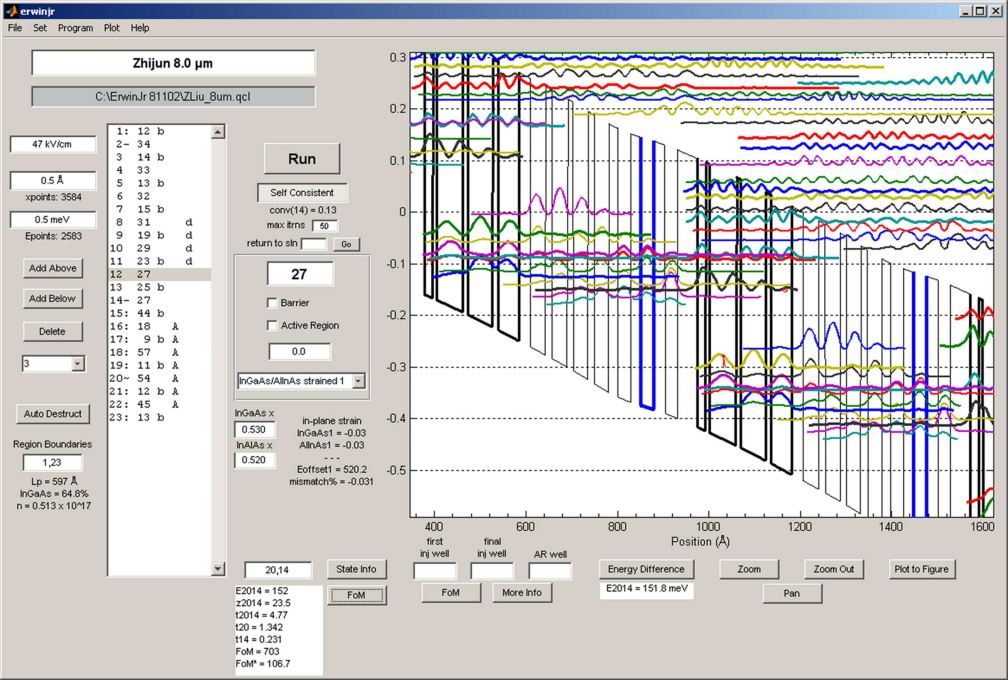 erwinjr
File Set Program Plot Help
Zhijun 8.0 µm
C:\ErwinJr 81102\ZLiu_8um.qcl
47 kV/cm
0.5 Å
xpoints: 3584
0.5 meV
Epoints: 2583
Add Above
Add Below
Delete
3
Auto Destruct
Region Boundaries
1,23
Lp = 597 Å
InGaAs = 64.8%
n = 0.513 x 10^17
1: 12 b
2~ 34
3 14 b
4 33
5 13 b
6 32
7 15 b
8 31 d
9 19 b d
10 29 d
11 23 b d
12 27
13 25 b
14~ 27
15: 44 b
16: 18 A
17: 9 b A
18: 57 A
19: 11 b A
20~ 54 A
21: 12 b A
22: 45 A
23: 13 b
Run
Self Consistent
conv(14) = 0.13
max itrns 50
return to sln Go
27
Barrier
Active Region
0.0
InGaAs/AlInAs strained 1
InGaAs x
0.530
InAlAs x
0.520
in-plane strain
InGaAs1 = -0.03
AlInAs1 = -0.03
- - -
Eoffset1 = 520.2
mismatch% = -0.031
20,14
State Info
FoM
E2014 = 152
z2014 = 23.5
t2014 = 4.77
t20 = 1.342
t14 = 0.231
FoM = 703
FoM* = 106.7
0.3
0.2
0.1
0
-0.1
-0.2
-0.3
-0.4
-0.5
400 600 800 1000 1200 1400 1600
Position (Å)
first
inj well
final
inj well
AR well
FoM
More Info
Energy Difference
E2014 = 151.8 meV
Zoom
Zoom Out
Plot to Figure
Pan